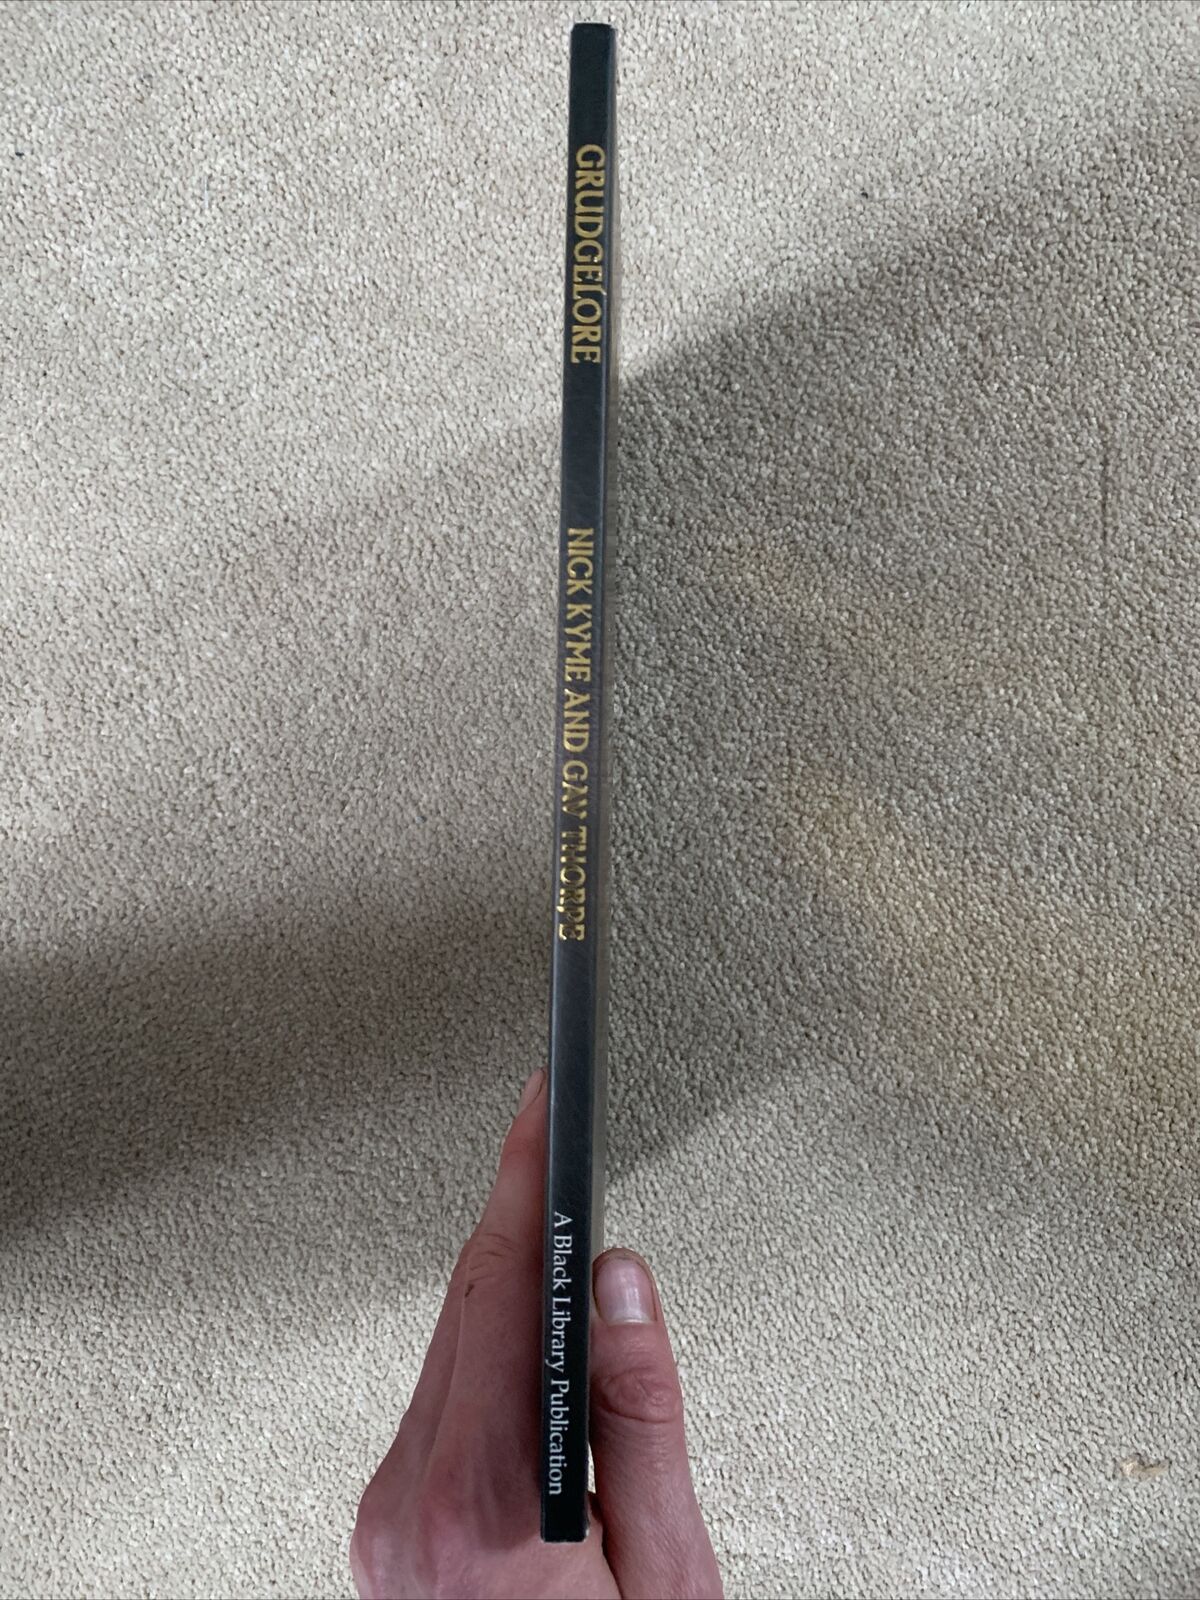 GRUDGELORE
NICK KYME AND GAV THORPE
A Black Library Publication